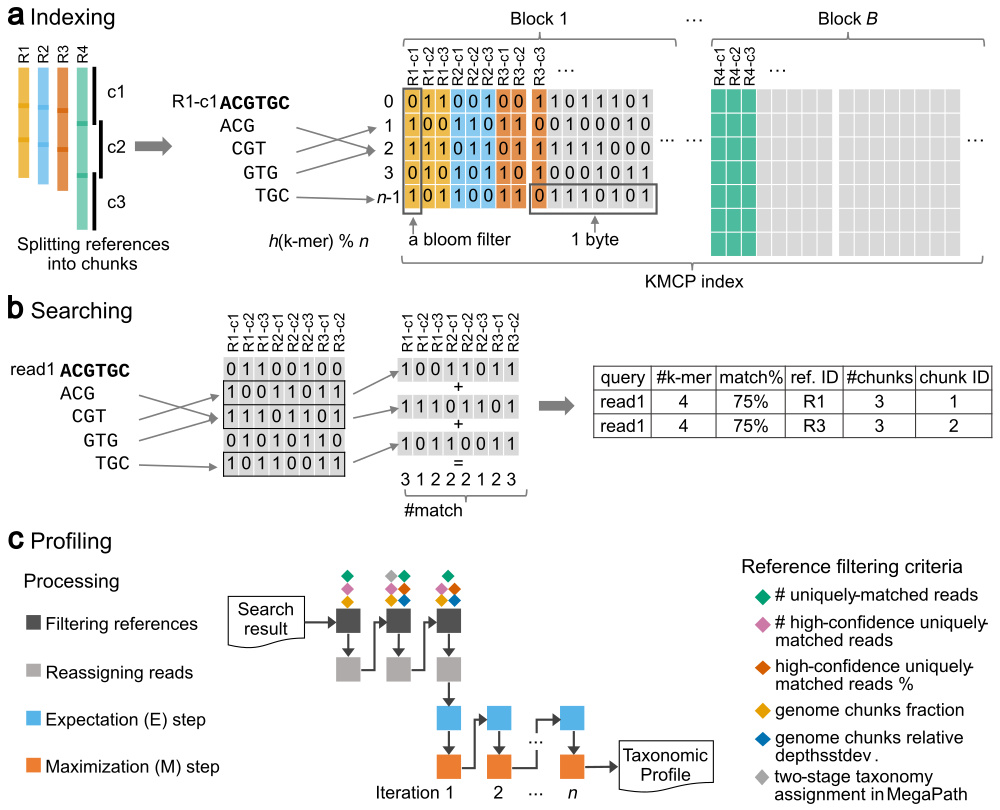 a Indexing
Block 1 ... Block B
R1 R2 R3 R4
c1
c2
c3
Splitting references
into chunks
R1-c1 R1-c2 R1-c3 R2-c1 R2-c2 R2-c3 R3-c1 R3-c2 R3-c3 ...
R4-c1 R4-c2 R4-c3 ...
R1-c1 ACGTGC
ACG
CGT
GTG
TGC
h(k-mer) % n
0 0 1 1 0 0 1 0 0 1 1 0 1 1 1 0 1
1 1 0 0 1 1 0 1 1 0 1 0 0 0 1 0
2 1 1 1 0 1 0 1 1 0 1 1 1 0 0 0
3 0 1 0 1 1 0 1 0 0 0 1 0 1 1
n-1 1 0 1 1 0 0 1 1 0 1 1 1 0 1 0 1
... ... ...
a bloom filter
1 byte
KMCP index
b Searching
R1-c1 R1-c2 R1-c3 R2-c1 R2-c2 R2-c3 R3-c1 R3-c2
R1-c1 R1-c2 R1-c3 R2-c1 R2-c2 R2-c3 R3-c1 R3-c2
read1 ACGTGC
ACG
CGT
GTG
TGC
0 1 1 0 0 1 0 0
1 0 0 1 1 0 1 1
1 1 1 0 1 1 0 1
0 1 0 1 0 1 1 0
1 0 1 1 0 0 1 1
1 0 0 1 1 0 1 1
+
1 1 1 0 1 1 0 1
+
1 0 1 1 0 0 1 1
=
3 1 2 2 2 1 2 3
#match
query #k-mer match% ref. ID #chunks chunk ID
read1 4 75% R1 3 1
read1 4 75% R3 3 2
c Profiling
Processing
Filtering references
Reassigning reads
Expectation (E) step
Maximization (M) step
Search
result
...
...
Iteration 1 2 ... n
Taxonomic
Profile
Reference filtering criteria
# uniquely-matched reads
# high-confidence uniquely-
matched reads
high-confidence uniquely-
matched reads %
genome chunks fraction
genome chunks relative
depthsstdev .
two-stage taxonomy
assignment in MegaPath